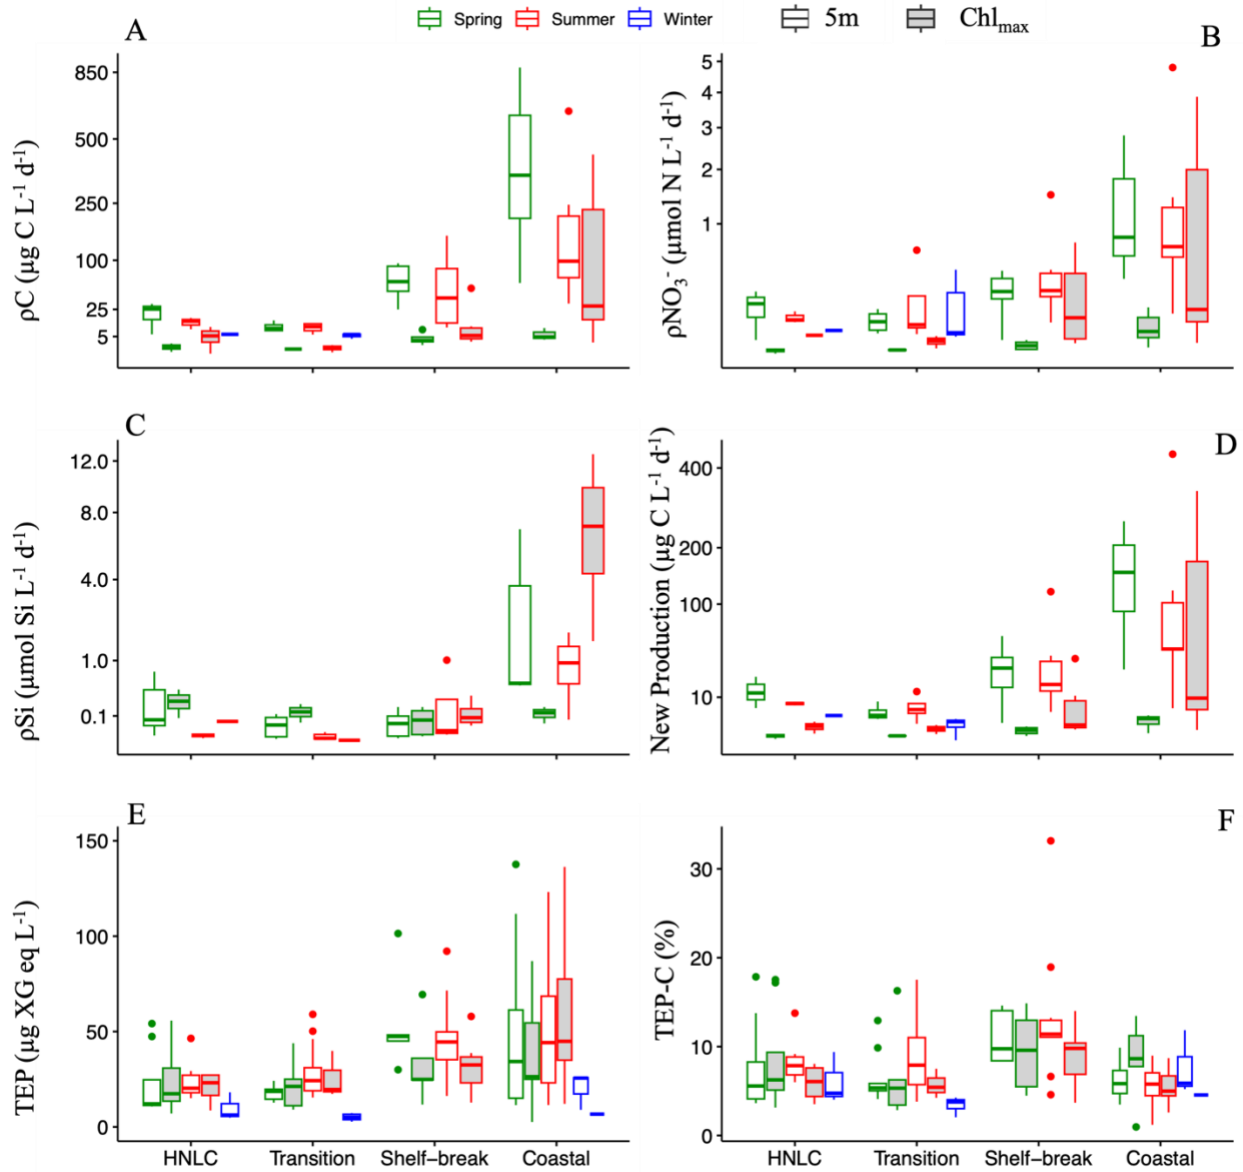 Spring Summer Winter 5m Chlmax
A
B
850
500
250
100
25
5
ρC (µg C L-1 d-1)
5
4
3
2
1
ρNO3- (µmol N L-1 d-1)
C
D
12.0
8.0
4.0
1.0
0.1
ρSi (µmol Si L-1 d-1)
400
200
100
10
New Production (µg C L-1 d-1)
E
F
150
100
50
0
TEP (µg XG eq L-1)
30
20
10
0
TEP-C (%)
HNLC Transition Shelf–break Coastal
HNLC Transition Shelf–break Coastal